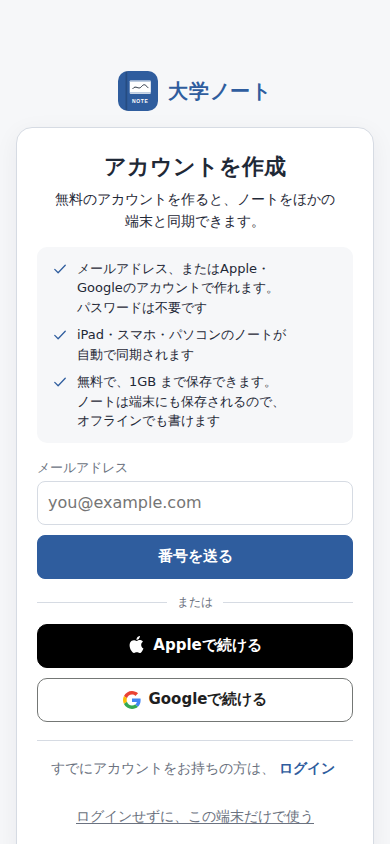 NOTE
大学ノート
アカウントを作成
無料のアカウントを作ると、ノートをほかの
端末と同期できます。
メールアドレス、またはApple・
Googleのアカウントで作れます。
パスワードは不要です
iPad・スマホ・パソコンのノートが
自動で同期されます
無料で、1GB まで保存できます。
ノートは端末にも保存されるので、
オフラインでも書けます
メールアドレス
you@example.com
番号を送る
または
Appleで続ける
Googleで続ける
すでにアカウントをお持ちの方は、 ログイン
ログインせずに、この端末だけで使う